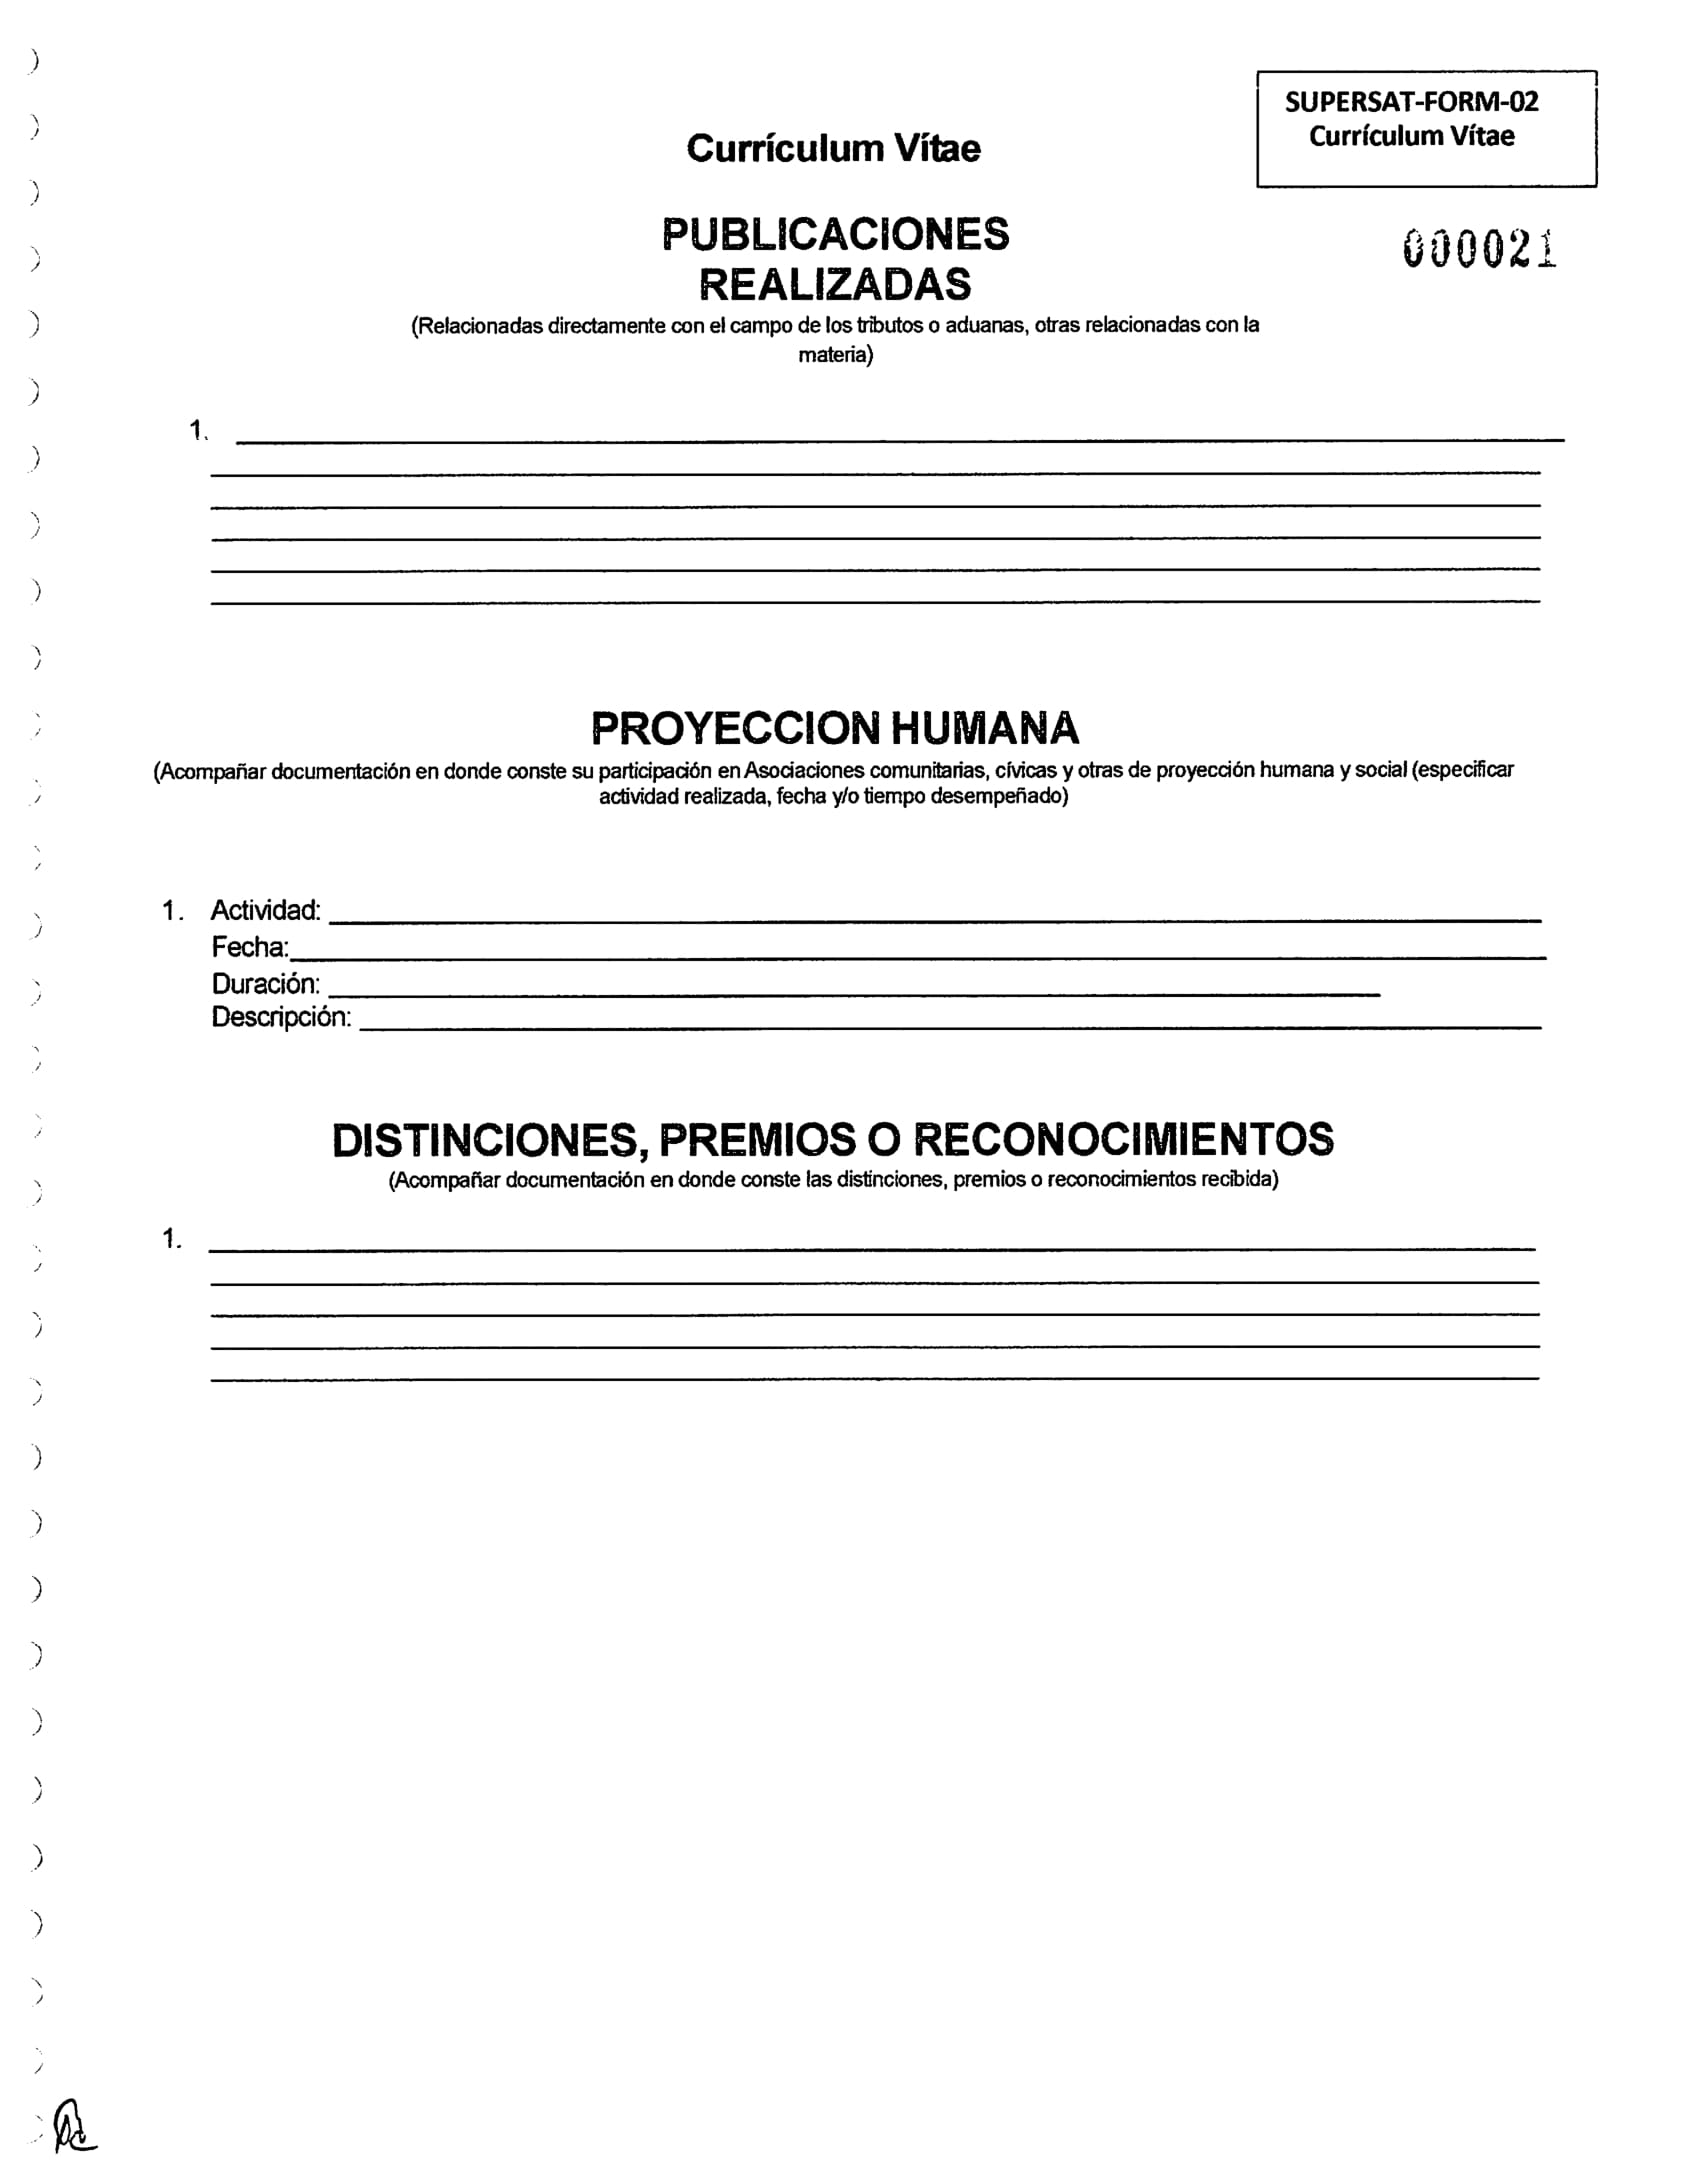 SUPERSAT-FORM-02
Currículum Vítae
Currículum Vítae
PUBLICACIONES
REALIZADAS
000021
(Relacionadas directamente con el campo de los tributos o aduanas, otras relacionadas con la
materia)
1.
PROYECCION HUMANA
(Acompañar documentación en donde conste su participación en Asociaciones comunitarias, cívicas y otras de proyección humana y social (especificar
actividad realizada, fecha y/o tiempo desempeñado)
1. Actividad:
Fecha:
Duración:
Descripción:
DISTINCIONES, PREMIOS O RECONOCIMIENTOS
(Acompañar documentación en donde conste las distinciones, premios o reconocimientos recibida)
1.